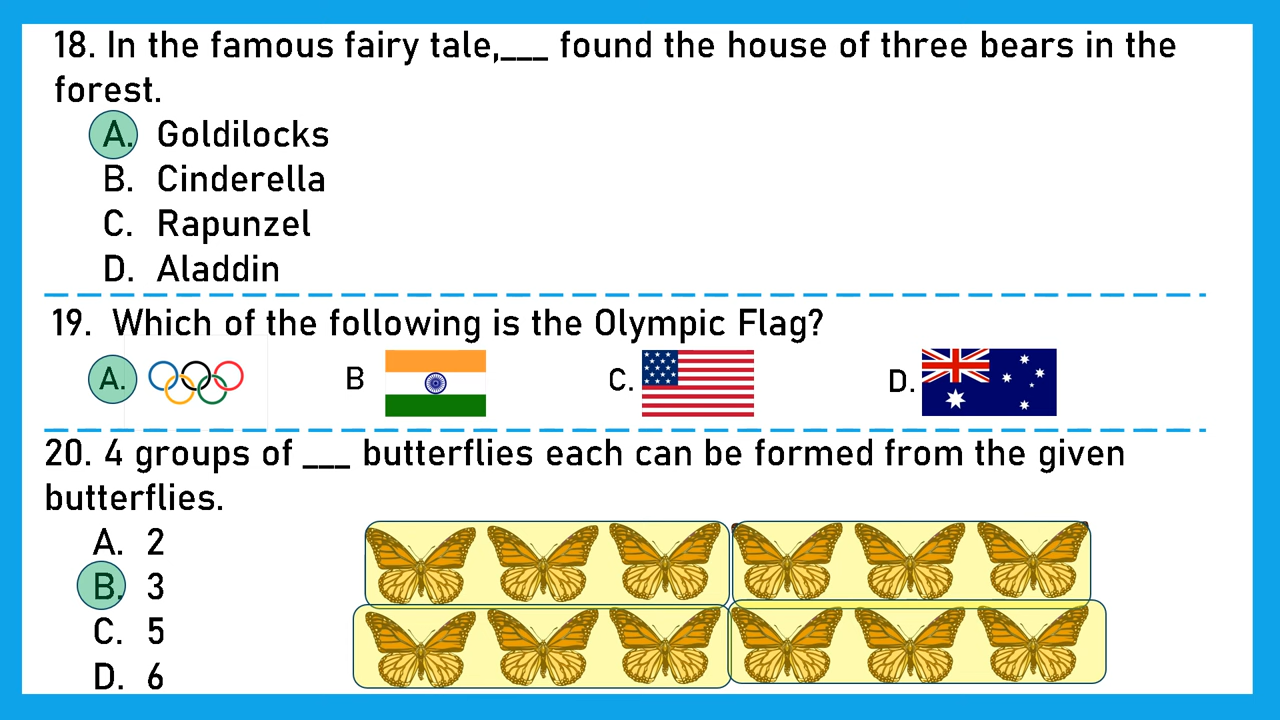 18. In the famous fairy tale,___ found the house of three bears in the
forest.
A. Goldilocks
B. Cinderella
C. Rapunzel
D. Aladdin
19. Which of the following is the Olympic Flag?
A. B C. D.
20. 4 groups of ___ butterflies each can be formed from the given
butterflies.
A. 2
B. 3
C. 5
D. 6